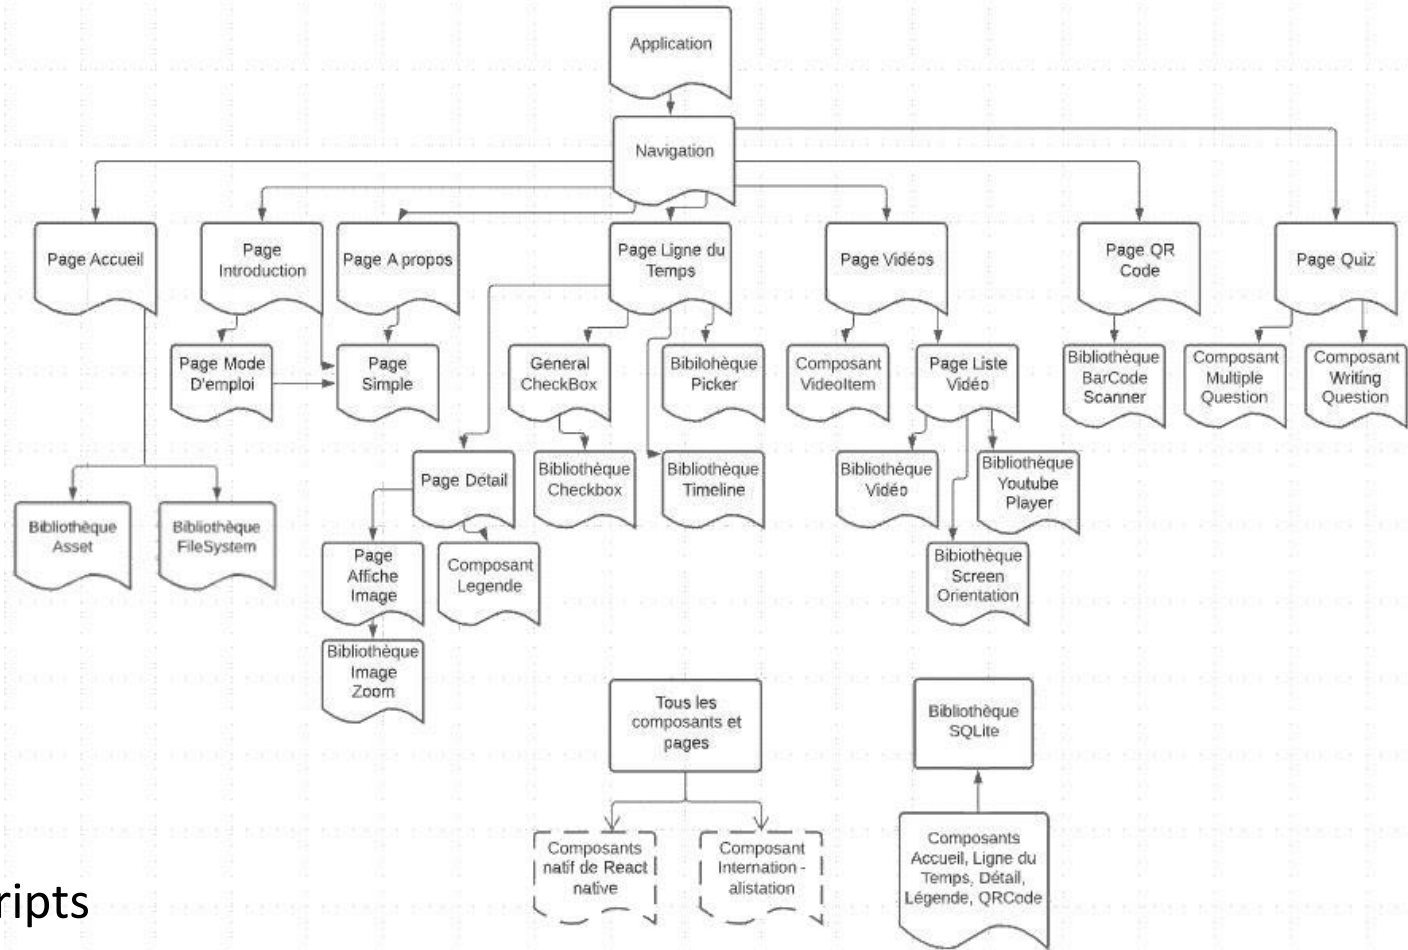 Application
Navigation
Page Accueil
Page
Introduction
Page A propos
Page Ligne du
Temps
Page Vidéos
Page QR
Code
Page Quiz
Page Mode
D'emploi
Page
Simple
General
CheckBox
Bibilohèque
Picker
Composant
VideoItem
Page Liste
Vidéo
Bibliothèque
BarCode
Scanner
Composant
Multiple
Question
Composant
Writing
Question
Page Détail
Bibliothèque
Checkbox
Bibliothèque
Timeline
Bibliothèque
Vidéo
Bibliothèque
Youtube
Player
Bibliothèque
Asset
Bibliothèque
FileSystem
Page
Affiche
Image
Composant
Legende
Bibiothèque
Screen
Orientation
Bibliothèque
Image
Zoom
Tous les
composants et
pages
Bibliothèque
SQLite
Composants
natif de React
native
Composant
Internation -
alistation
Composants
Accueil, Ligne du
Temps, Détail,
Légende, QRCode
ripts